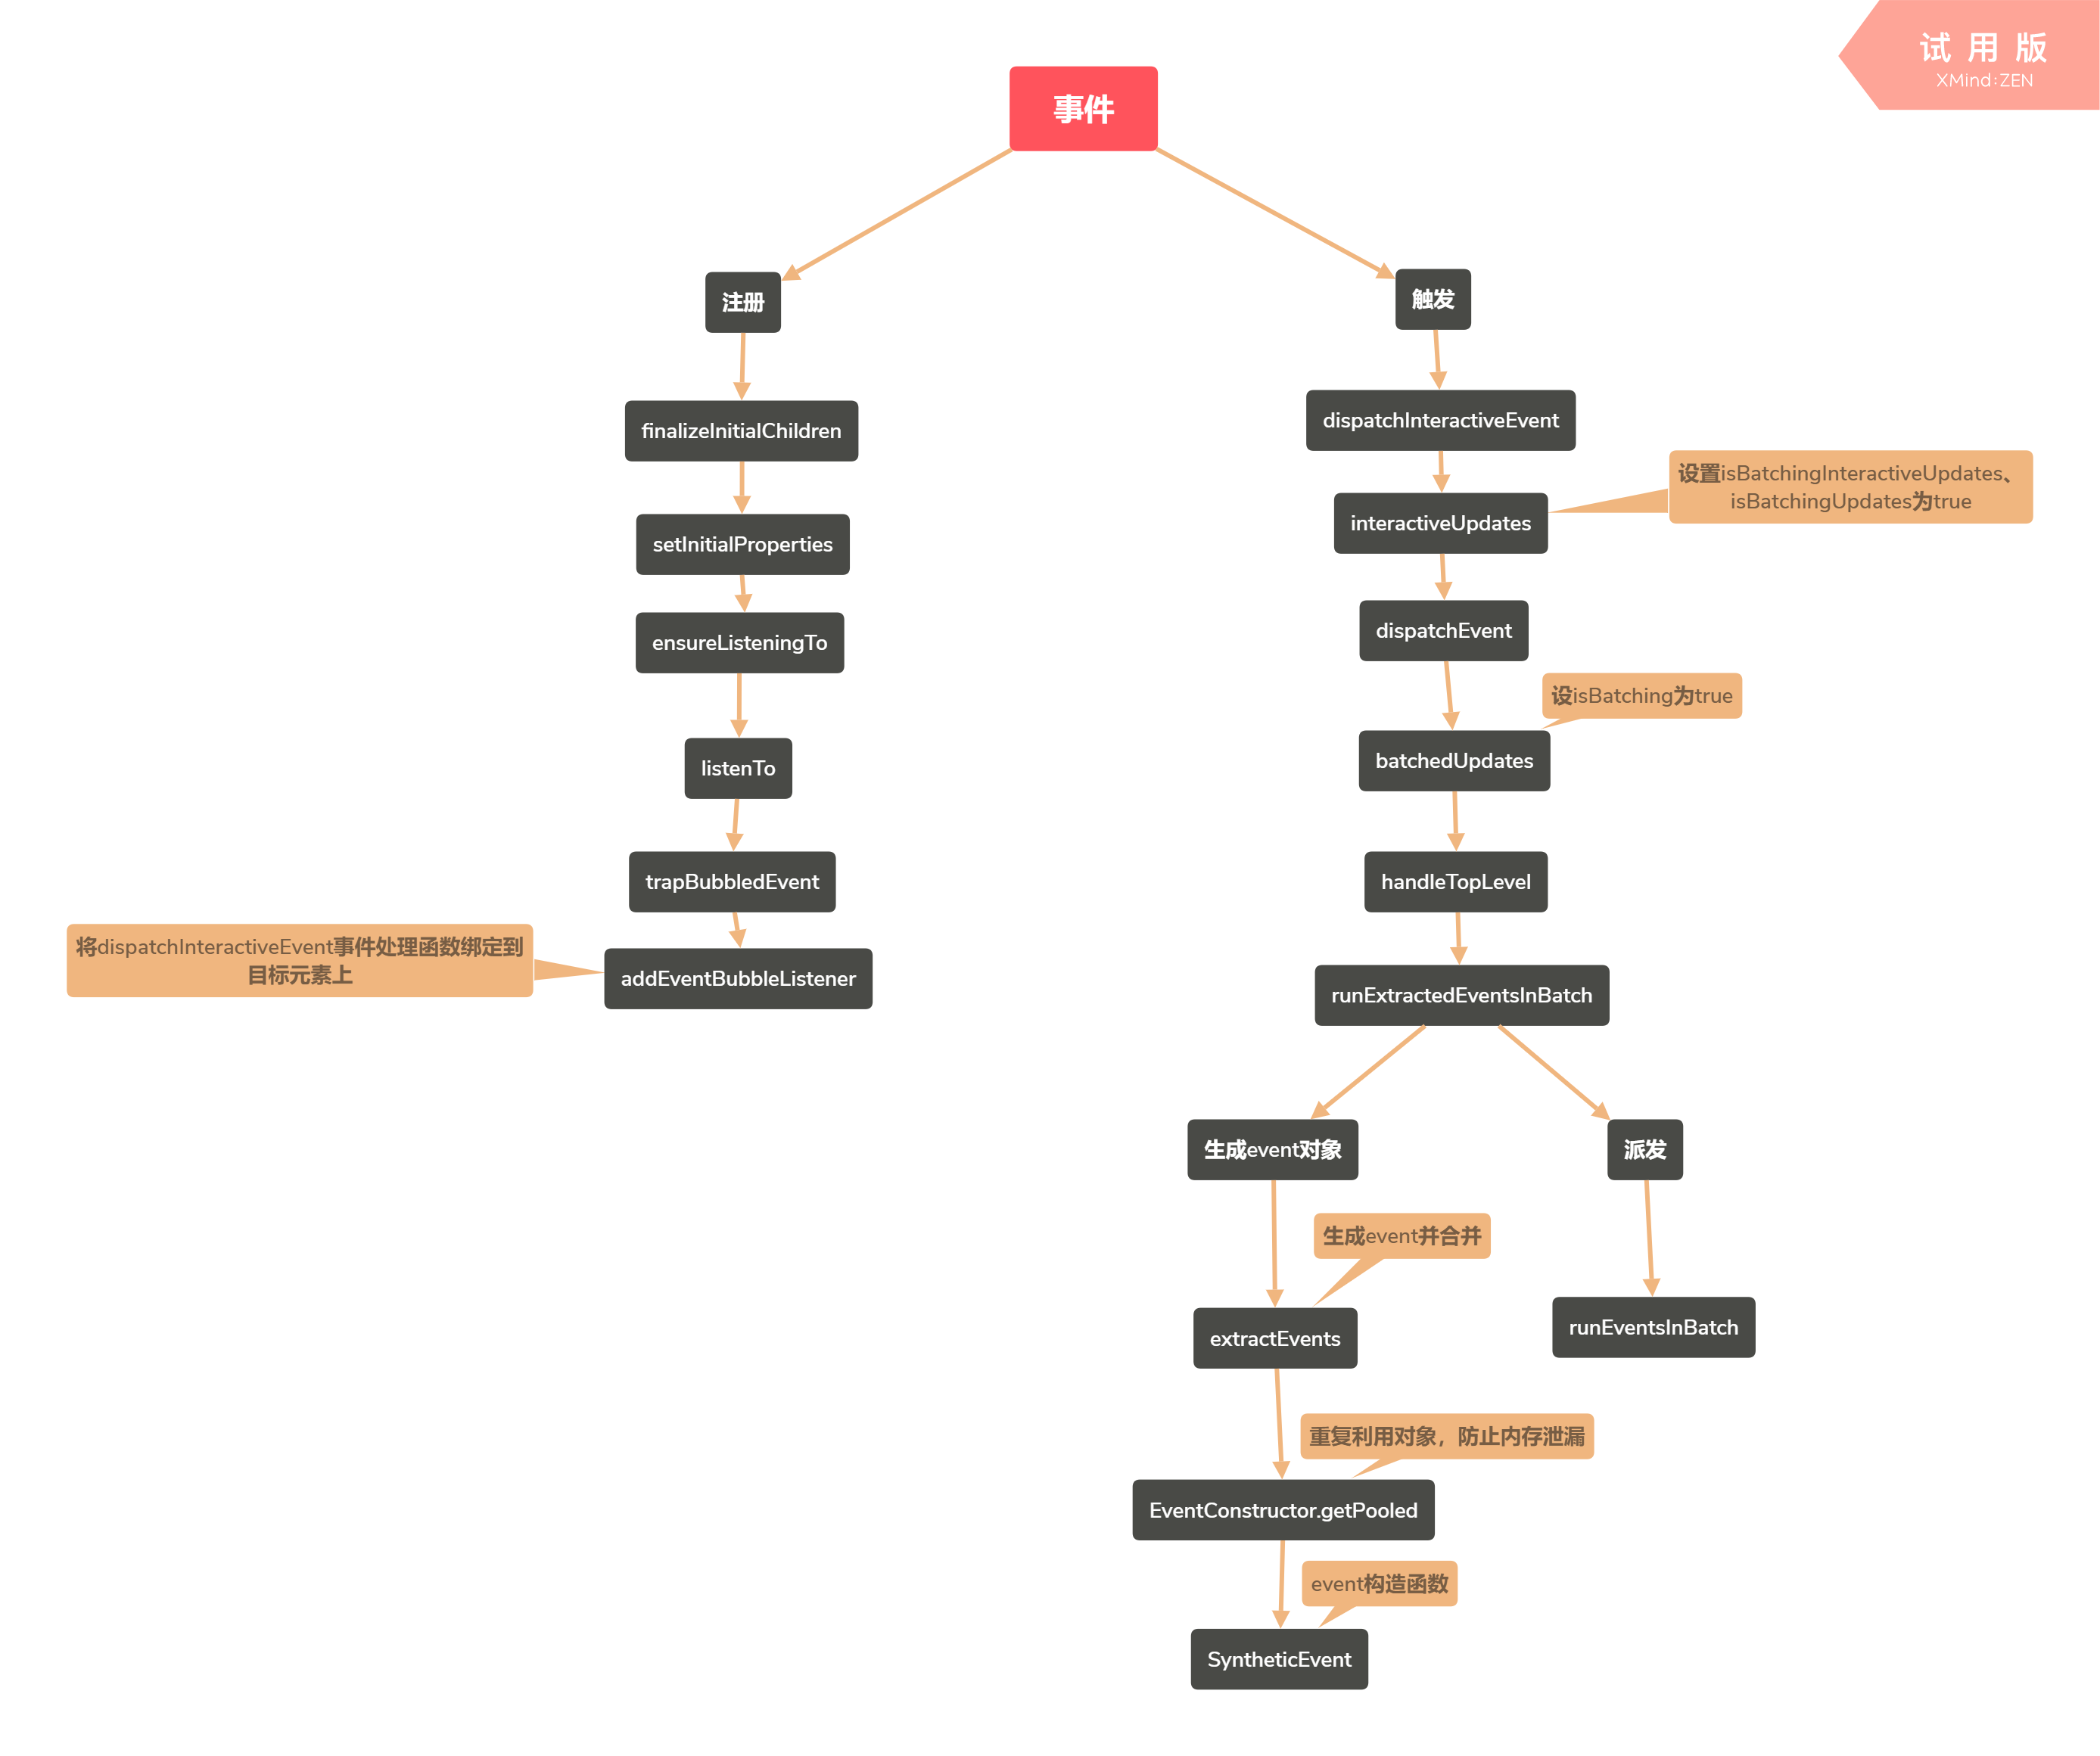 试用版
XMind:ZEN
事件
注册
触发
finalizeInitialChildren
dispatchInteractiveEvent
设置isBatchingInteractiveUpdates、
isBatchingUpdates为true
setInitialProperties
interactiveUpdates
ensureListeningTo
dispatchEvent
设isBatching为true
listenTo
batchedUpdates
trapBubbledEvent
handleTopLevel
将dispatchInteractiveEvent事件处理函数绑定到
目标元素上
addEventBubbleListener
runExtractedEventsInBatch
生成event对象
派发
生成event并合并
extractEvents
runEventsInBatch
重复利用对象，防止内存泄漏
EventConstructor.getPooled
event构造函数
SyntheticEvent